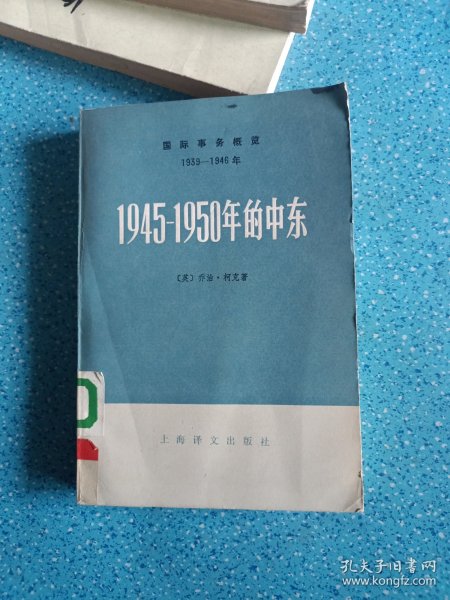 国际事务概览
1939—1946年
1945-1950年的中东
〔英〕乔治·柯克著
上海译文出版社
孔夫子旧书网
www.kongfz.com